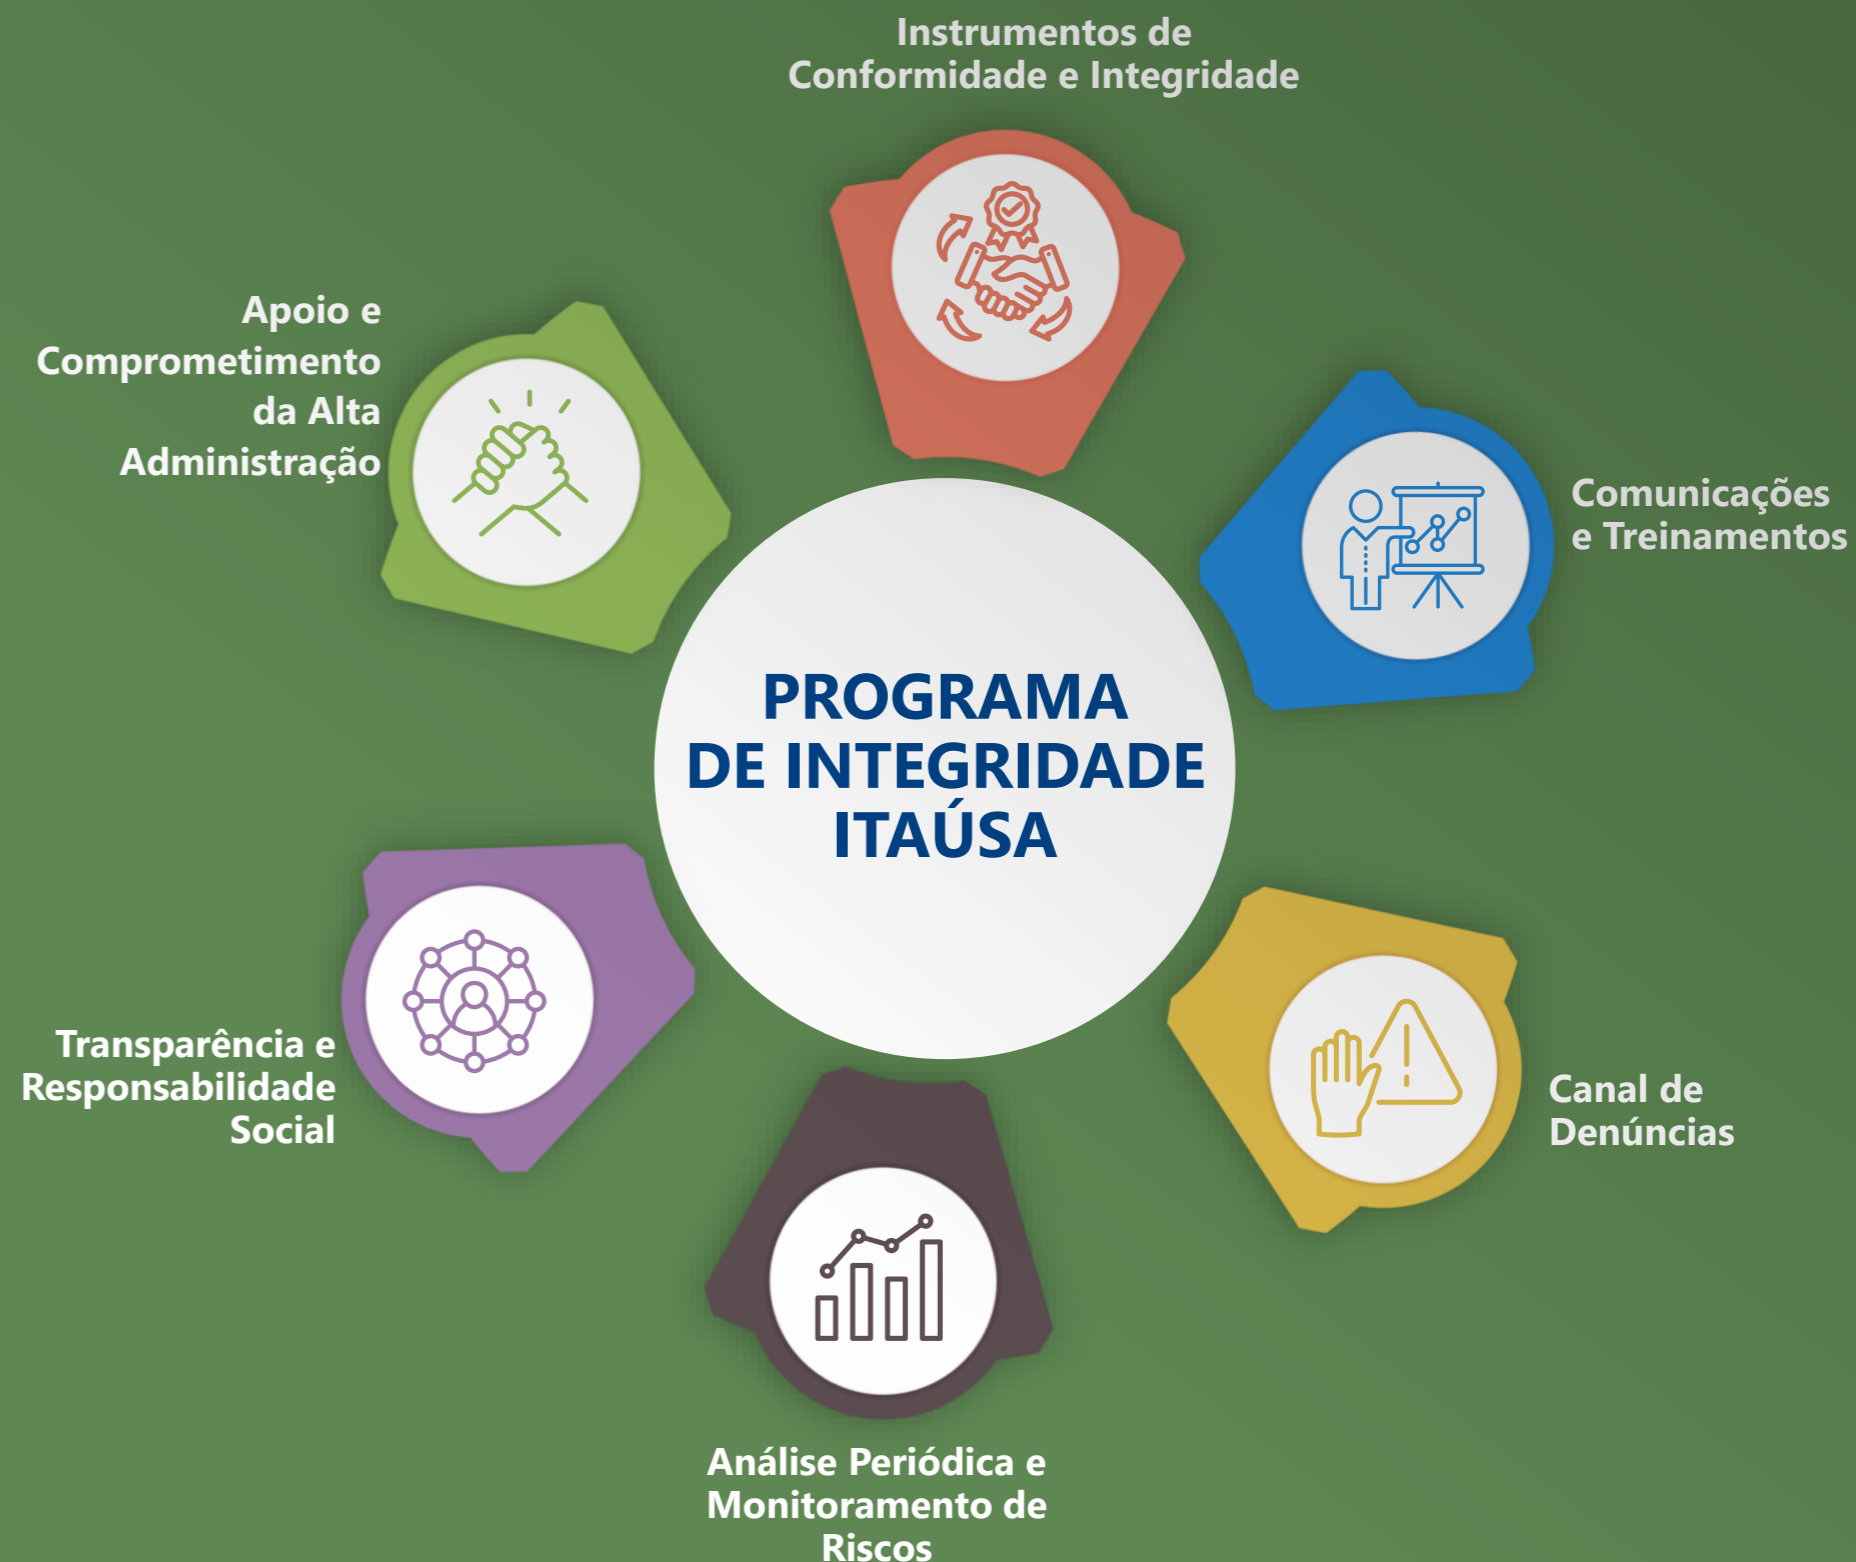 Instrumentos de
Conformidade e Integridade
Apoio e
Comprometimento
da Alta
Administração
Comunicações
e Treinamentos
PROGRAMA
DE INTEGRIDADE
ITAÚSA
Transparência e
Responsabilidade
Social
Canal de
Denúncias
Análise Periódica e
Monitoramento de
Riscos